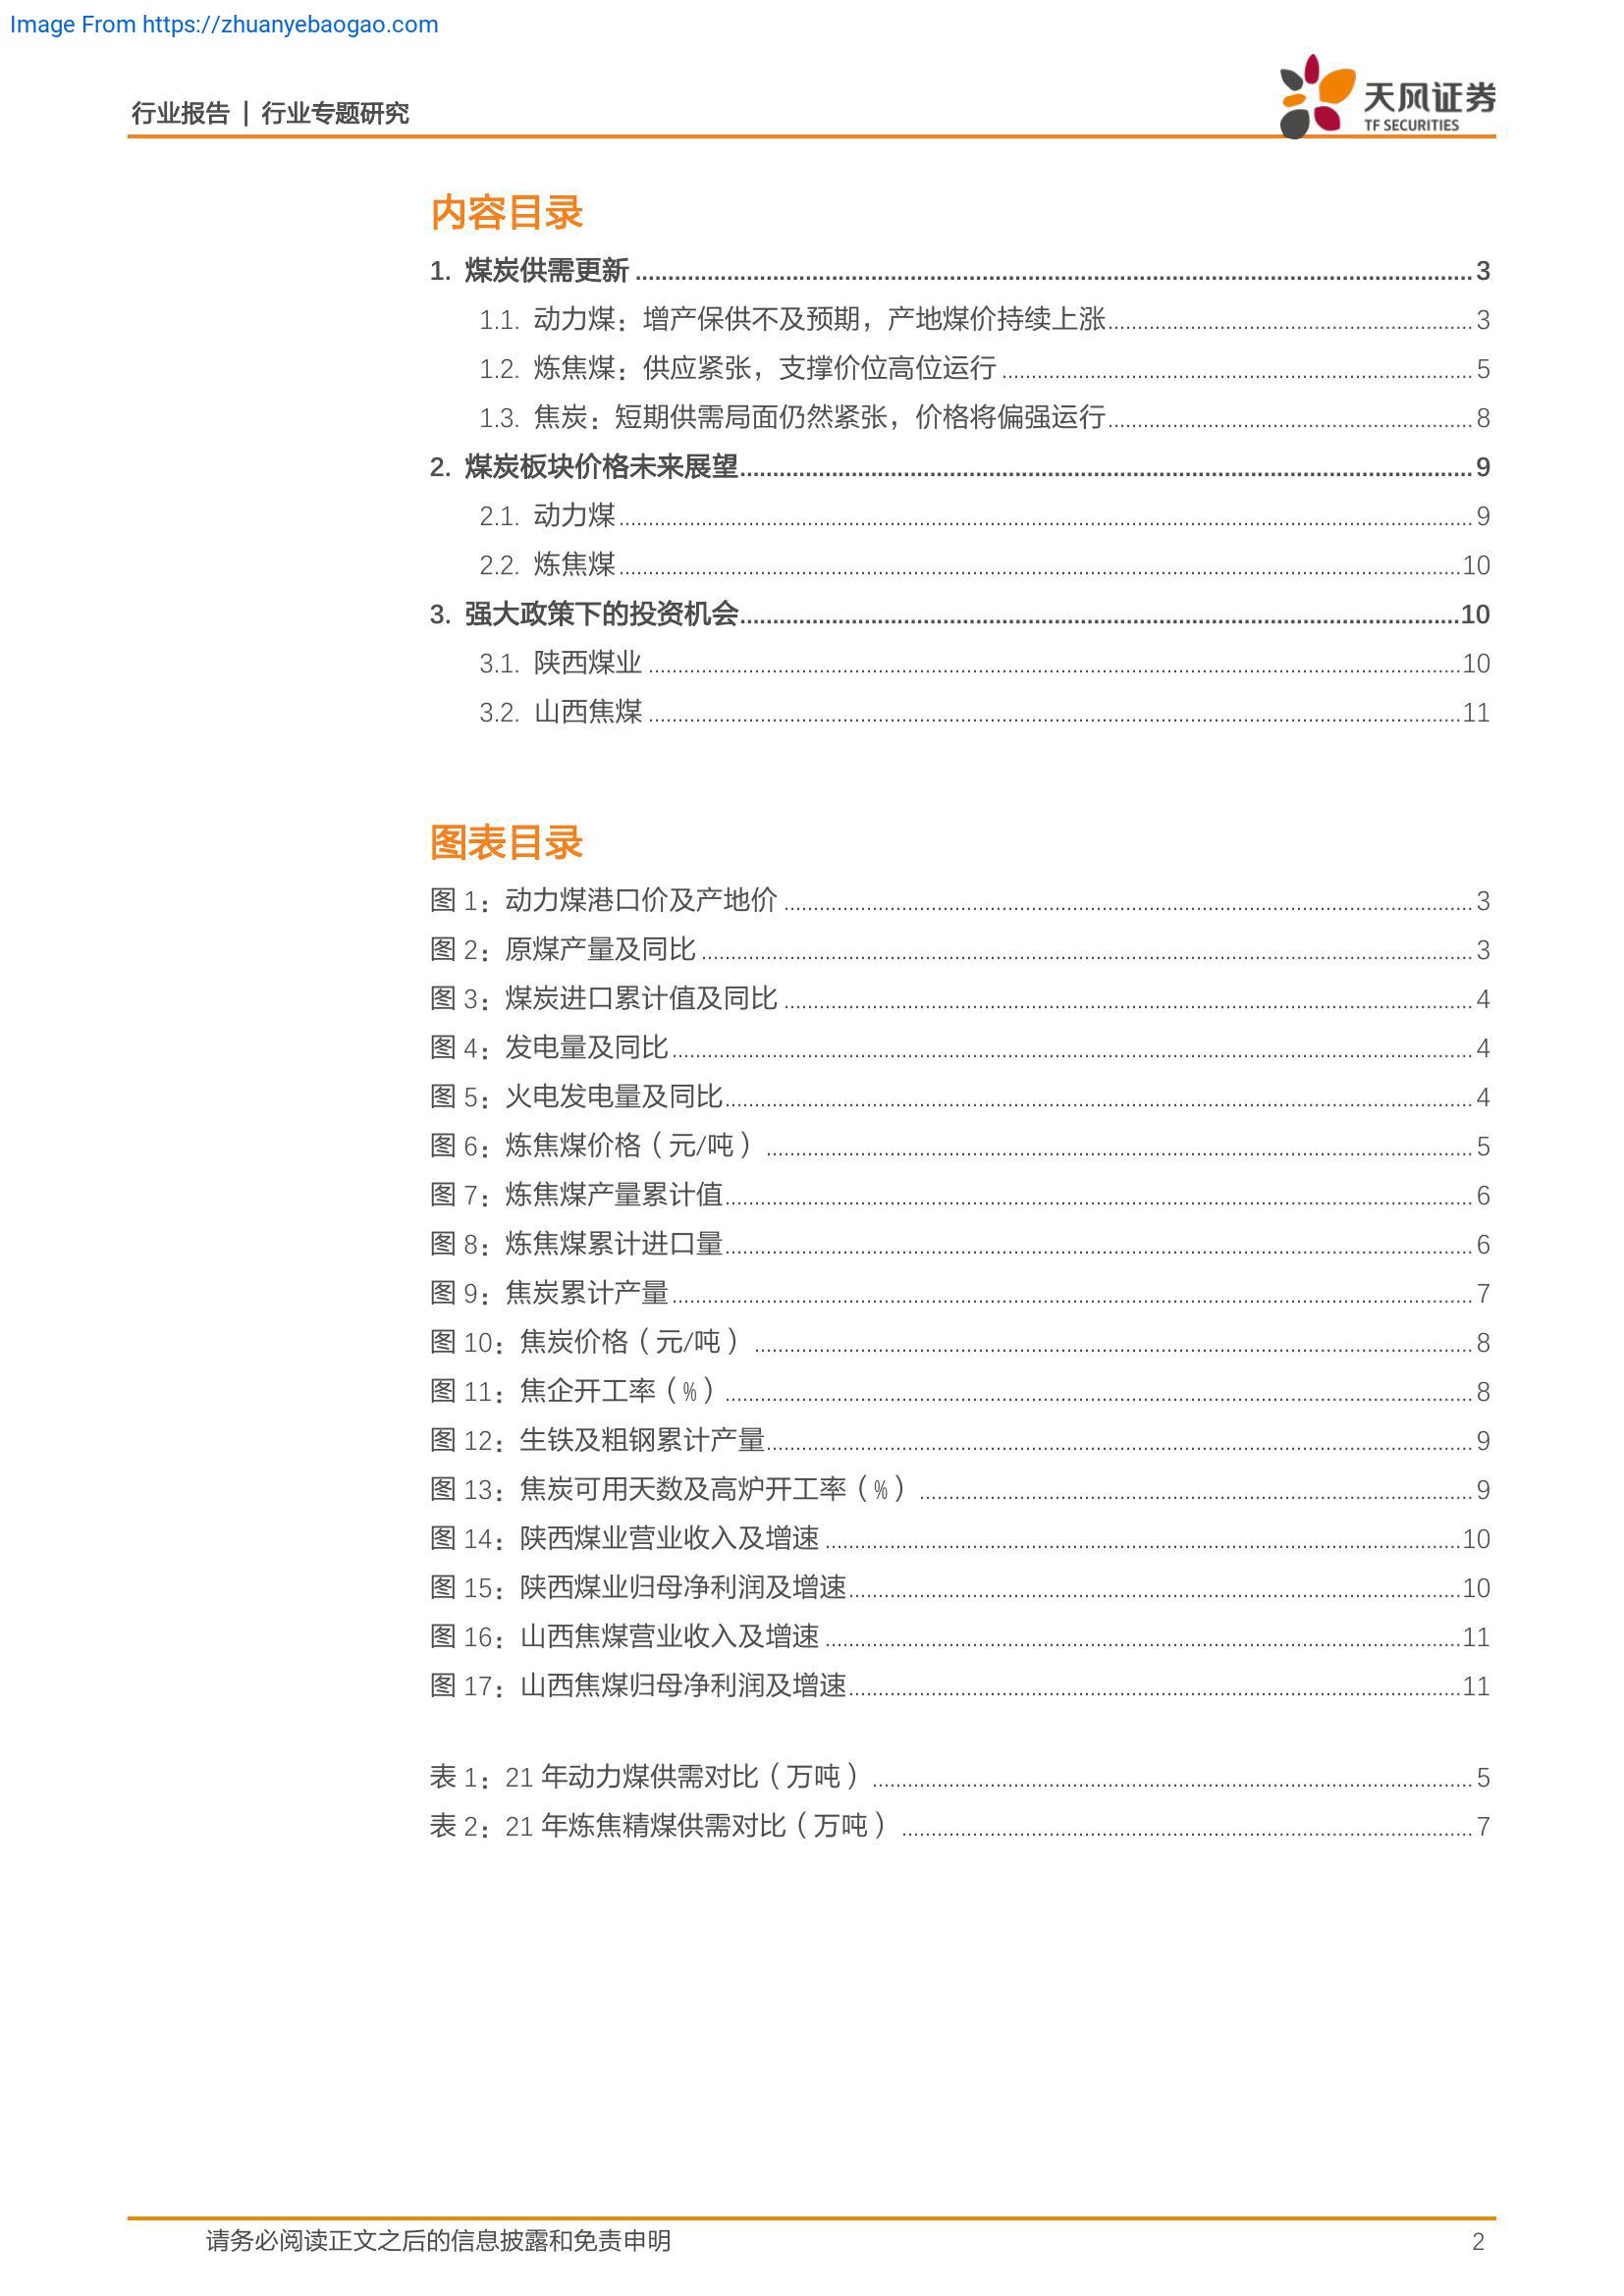 Image From https://zhuanyebaogao.com
行业报告 | 行业专题研究
天风证券
TF SECURITIES
内容目录
1. 煤炭供需更新 3
1.1. 动力煤：增产保供不及预期，产地煤价持续上涨 3
1.2. 炼焦煤：供应紧张，支撑价位高位运行 5
1.3. 焦炭：短期供需局面仍然紧张，价格将偏强运行 8
2. 煤炭板块价格未来展望 9
2.1. 动力煤 9
2.2. 炼焦煤 10
3. 强大政策下的投资机会 10
3.1. 陕西煤业 10
3.2. 山西焦煤 11
图表目录
图 1：动力煤港口价及产地价 3
图 2：原煤产量及同比 3
图 3：煤炭进口累计值及同比 4
图 4：发电量及同比 4
图 5：火电发电量及同比 4
图 6：炼焦煤价格（元/吨） 5
图 7：炼焦煤产量累计值 6
图 8：炼焦煤累计进口量 6
图 9：焦炭累计产量 7
图 10：焦炭价格（元/吨） 8
图 11：焦企开工率（%） 8
图 12：生铁及粗钢累计产量 9
图 13：焦炭可用天数及高炉开工率（%） 9
图 14：陕西煤业营业收入及增速 10
图 15：陕西煤业归母净利润及增速 10
图 16：山西焦煤营业收入及增速 11
图 17：山西焦煤归母净利润及增速 11
表 1：21 年动力煤供需对比（万吨） 5
表 2：21 年炼焦精煤供需对比（万吨） 7
请务必阅读正文之后的信息披露和免责申明 2